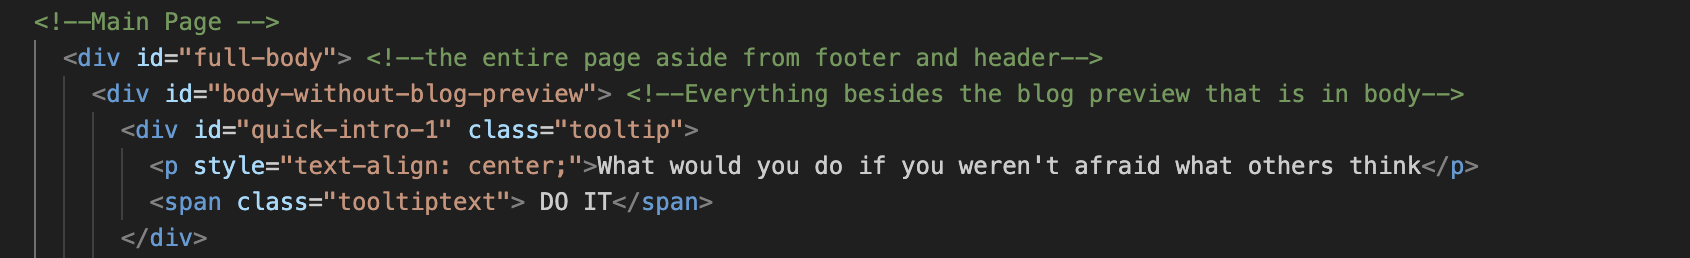 <!--Main Page -->
<div id="full-body"> <!--the entire page aside from footer and header-->
<div id="body-without-blog-preview"> <!--Everything besides the blog preview that is in body-->
<div id="quick-intro-1" class="tooltip">
<p style="text-align: center;">What would you do if you weren't afraid what others think</p>
<span class="tooltiptext"> DO IT</span>
</div>